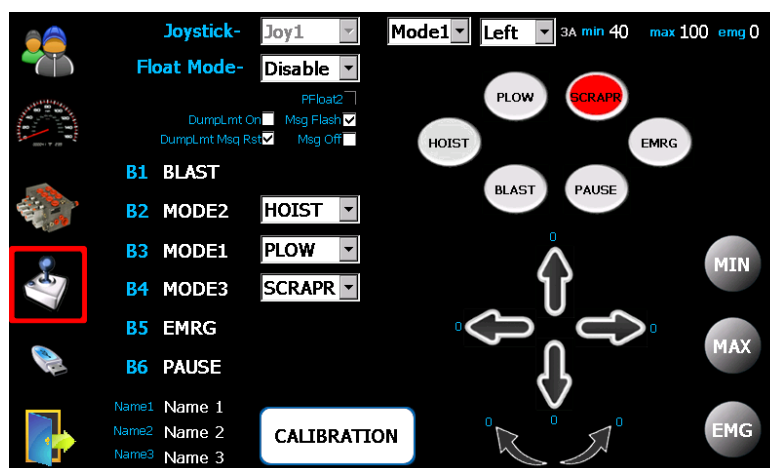 Joystick- Joy1 Mode1 Left 3A min 40 max 100 emg 0
Float Mode- Disable
PFloat2
DumpLmt On Msg Flash
DumpLmt Msg Rst Msg Off
PLOW SCRAPR
HOIST EMRG
BLAST PAUSE
B1 BLAST
B2 MODE2 HOIST
B3 MODE1 PLOW
B4 MODE3 SCRAPR
B5 EMRG
B6 PAUSE
0
0 0
0
0 0
MIN
MAX
EMG
Name1 Name 1
Name2 Name 2
Name3 Name 3
CALIBRATION